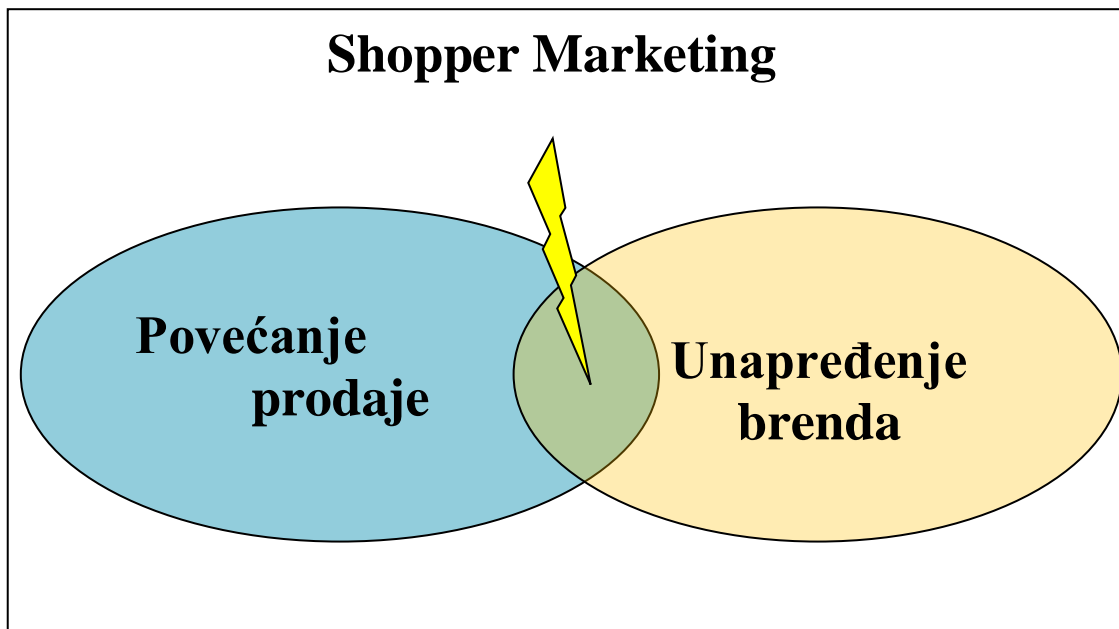 Shopper Marketing
Povećanje
prodaje
Unapređenje
brenda